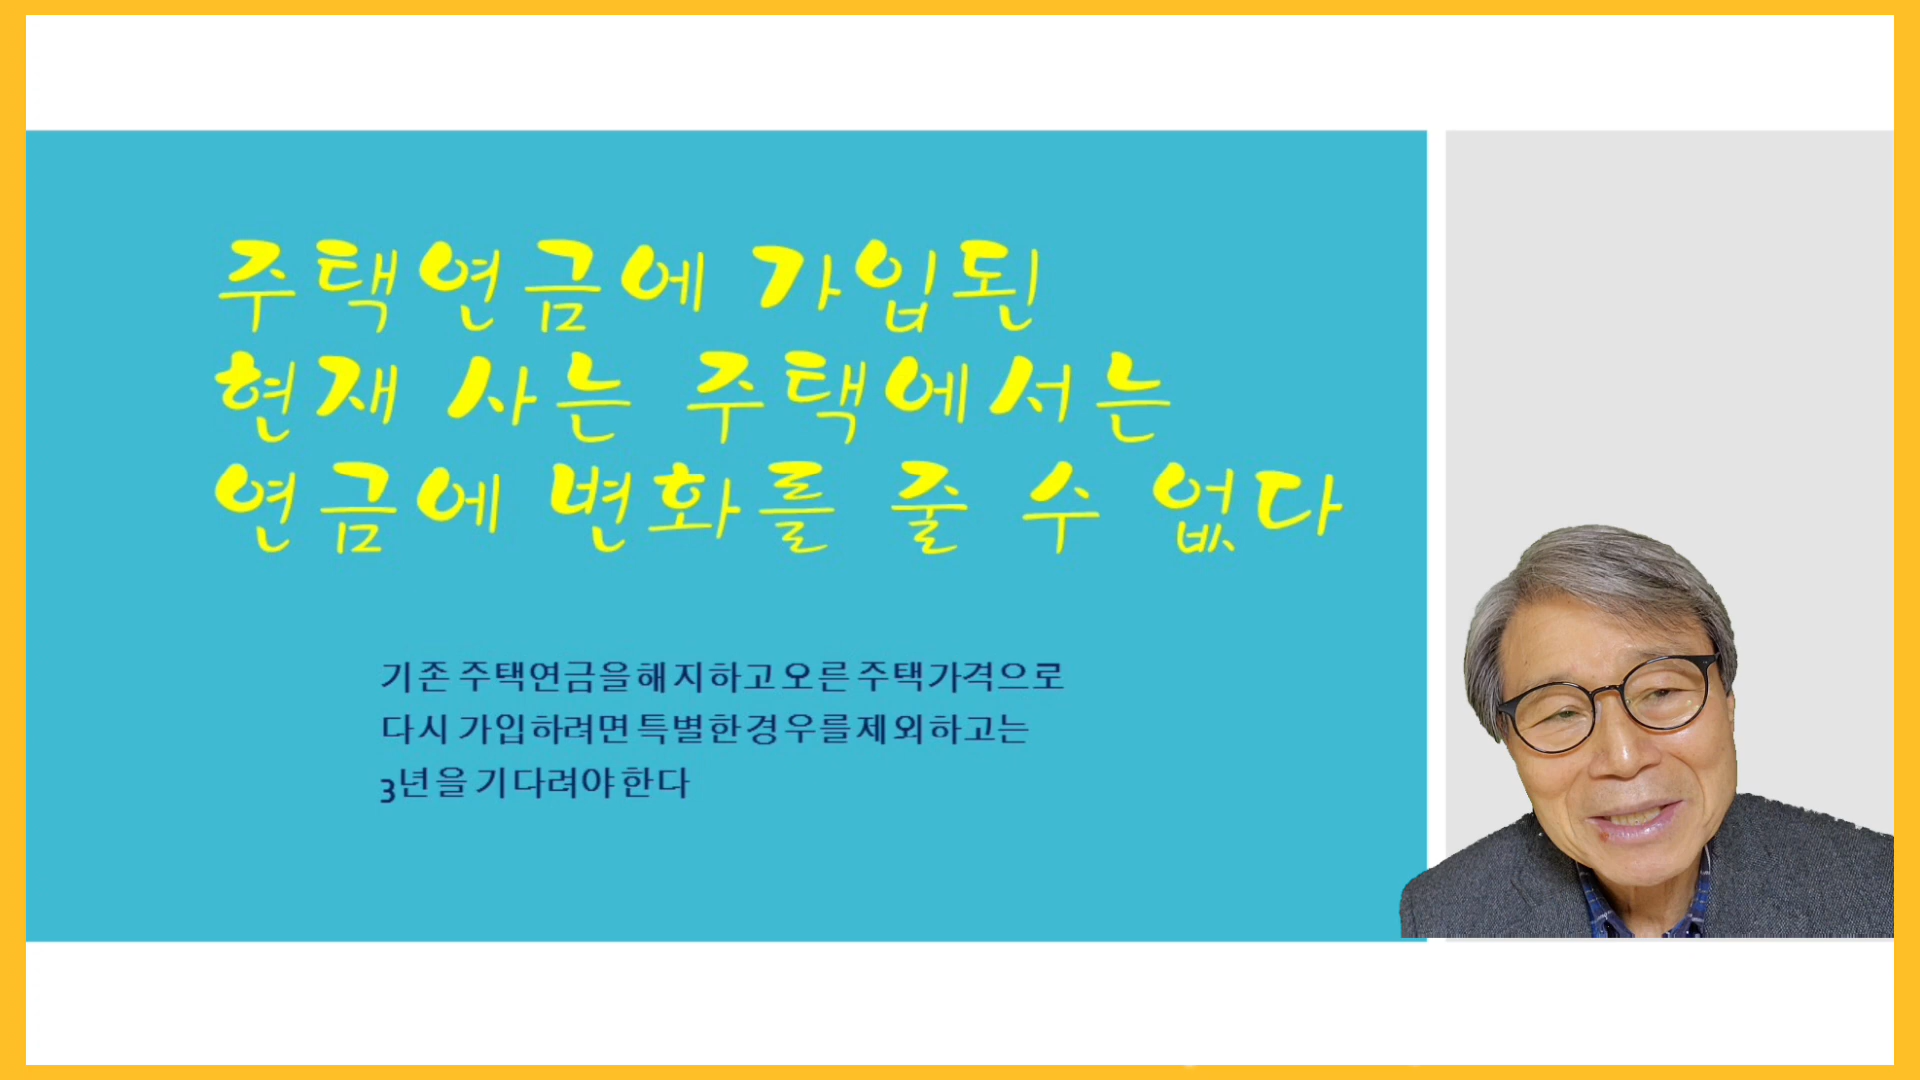 주택연금에 가입된
현재 사는 주택에서는
연금에 변화를 줄 수 없다
기존 주택연금을 해지하고 오른 주택가격으로
다시 가입하려면 특별한 경우를 제외하고는
3년을 기다려야 한다